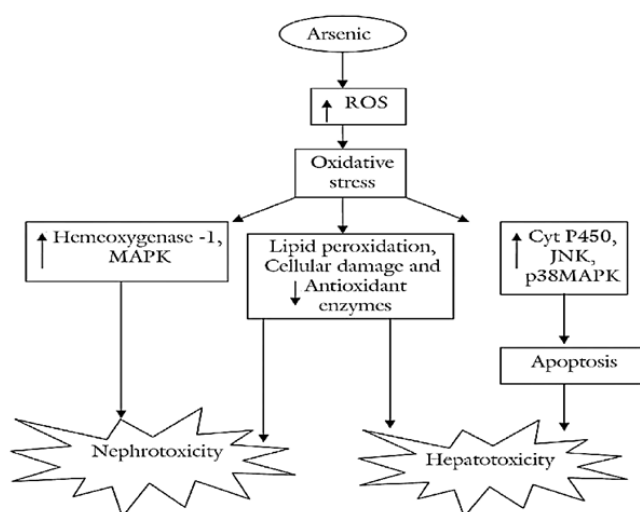 Arsenic
↑ ROS
Oxidative
stress
↑ Hemeoxygenase -1,
MAPK
Lipid peroxidation,
Cellular damage and
↓ Antioxidant
enzymes
↑ Cyt P450,
JNK,
p38MAPK
Apoptosis
Nephrotoxicity
Hepatotoxicity